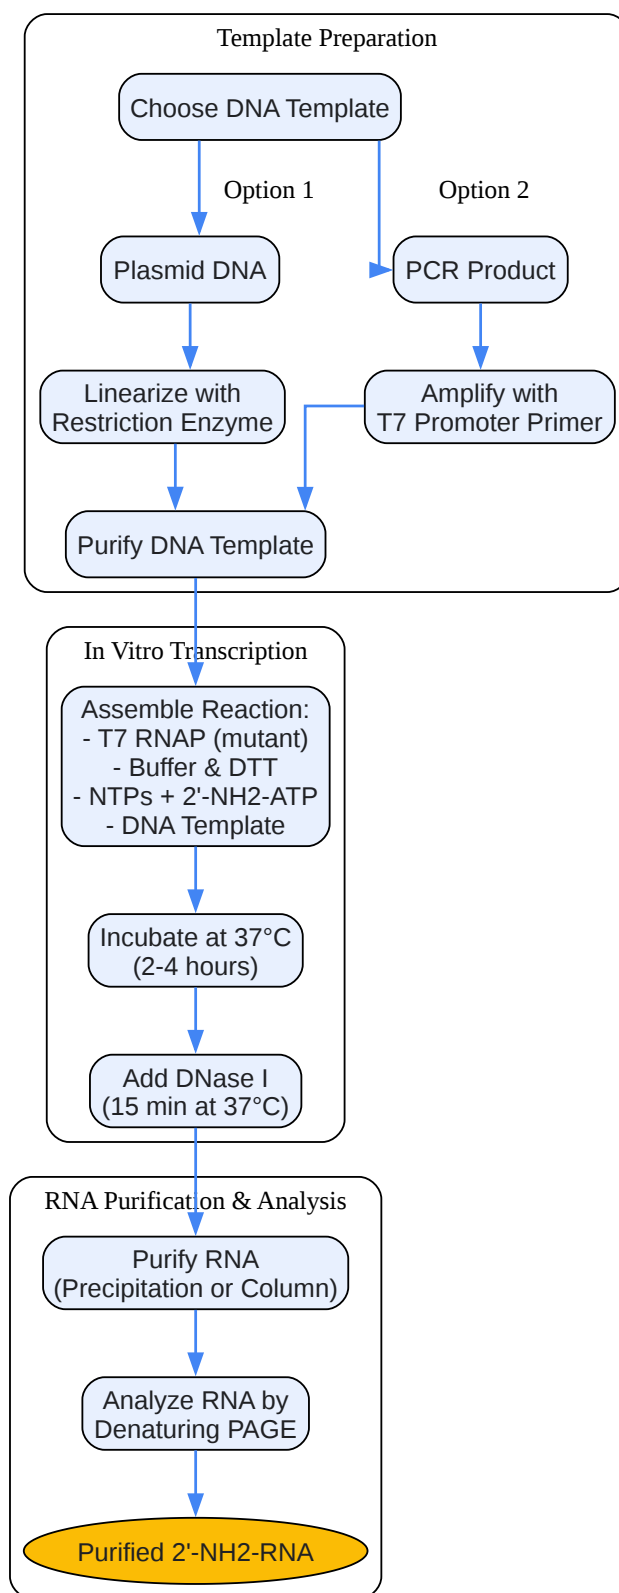 Template Preparation
Choose DNA Template
Option 1
Option 2
Plasmid DNA
PCR Product
Linearize with
Restriction Enzyme
Amplify with
T7 Promoter Primer
Purify DNA Template
In Vitro Transcription
Assemble Reaction:
- T7 RNAP (mutant)
- Buffer & DTT
- NTPs + 2'-NH2-ATP
- DNA Template
Incubate at 37°C
(2-4 hours)
Add DNase I
(15 min at 37°C)
RNA Purification & Analysis
Purify RNA
(Precipitation or Column)
Analyze RNA by
Denaturing PAGE
Purified 2'-NH2-RNA